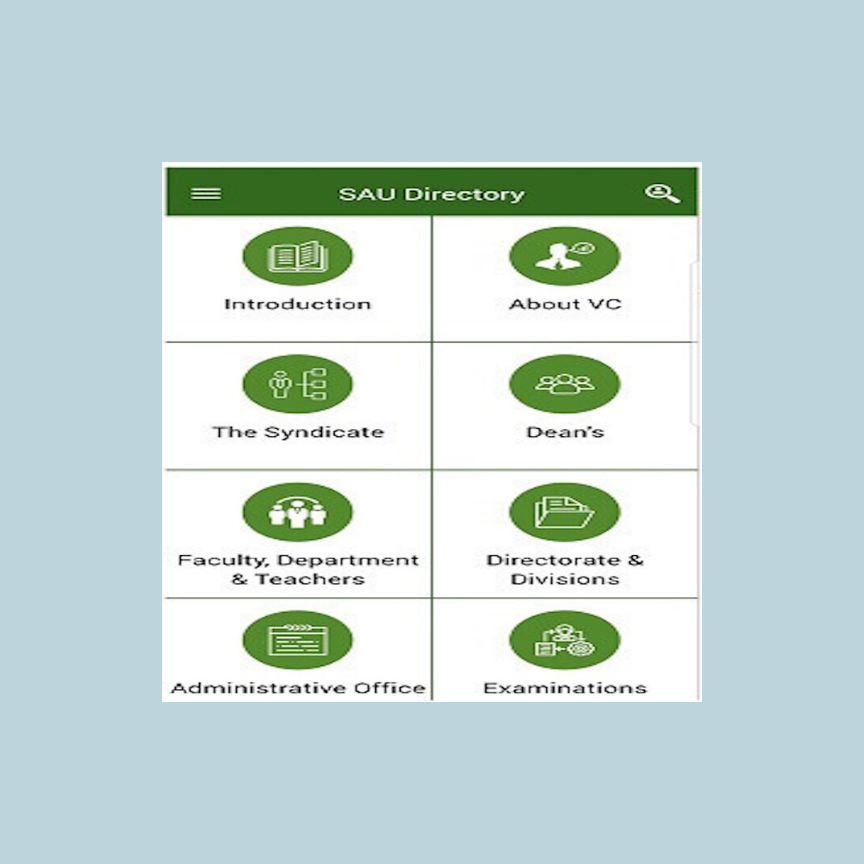 SAU Directory
Introduction
About VC
The Syndicate
Dean's
Faculty, Department
& Teachers
Directorate &
Divisions
Administrative Office
Examinations